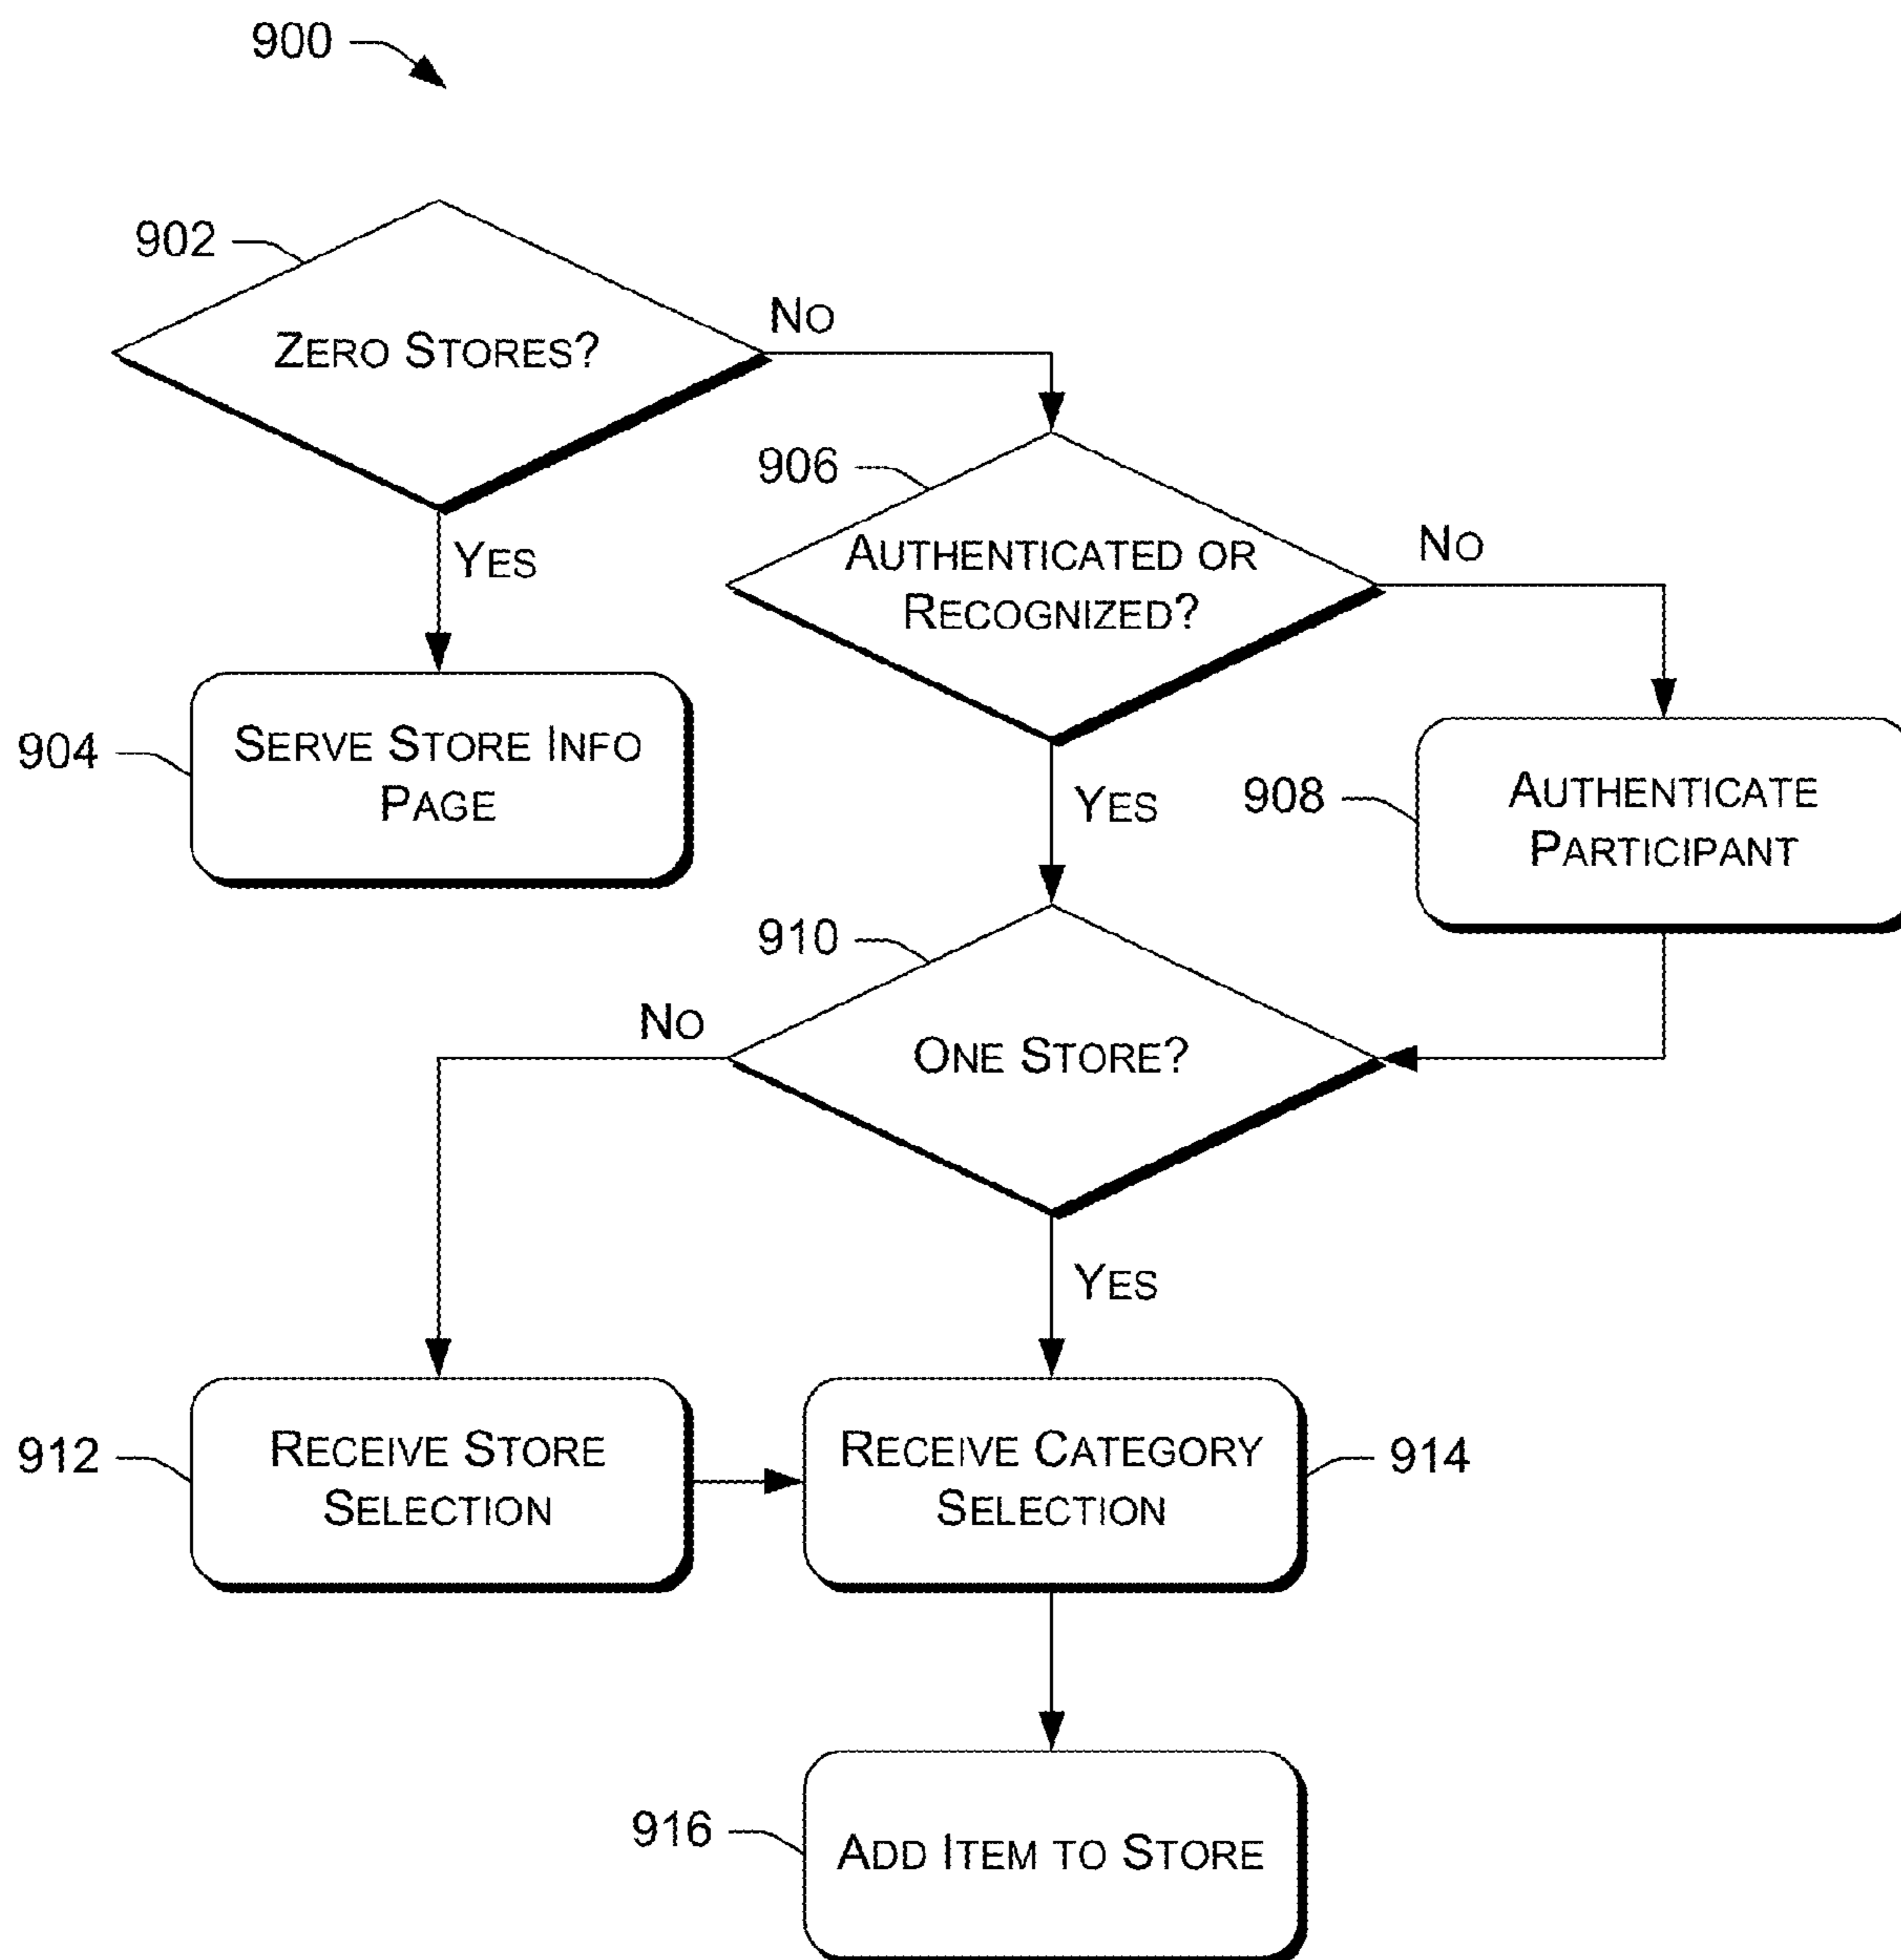 900
902
ZERO STORES?
NO
YES
906
AUTHENTICATED OR
RECOGNIZED?
NO
YES
904
SERVE STORE INFO
PAGE
908
AUTHENTICATE
PARTICIPANT
910
ONE STORE?
NO
YES
912
RECEIVE STORE
SELECTION
RECEIVE CATEGORY
SELECTION
914
916
ADD ITEM TO STORE